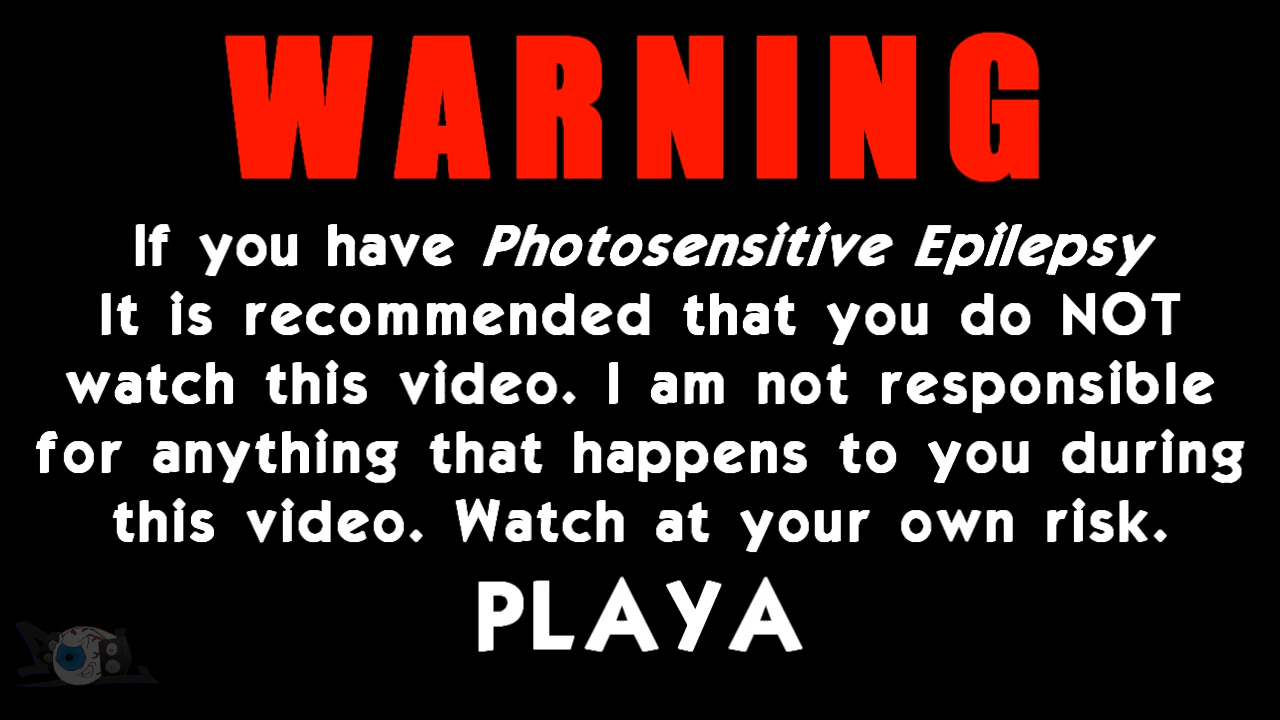 WARNING
If you have Photosensitive Epilepsy
It is recommended that you do NOT
watch this video. I am not responsible
for anything that happens to you during
this video. Watch at your own risk.
PLAYA